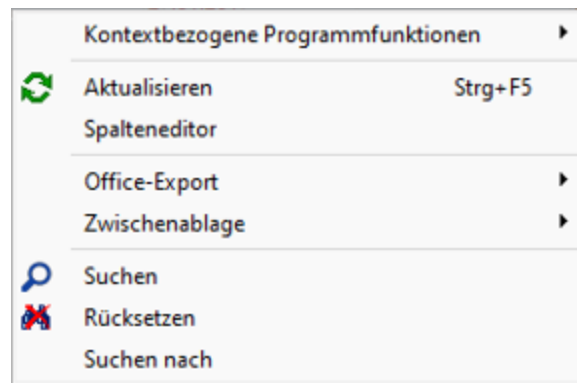 Kontextbezogene Programmfunktionen
Aktualisieren Strg+F5
Spalteneditor
Office-Export
Zwischenablage
Suchen
Rücksetzen
Suchen nach